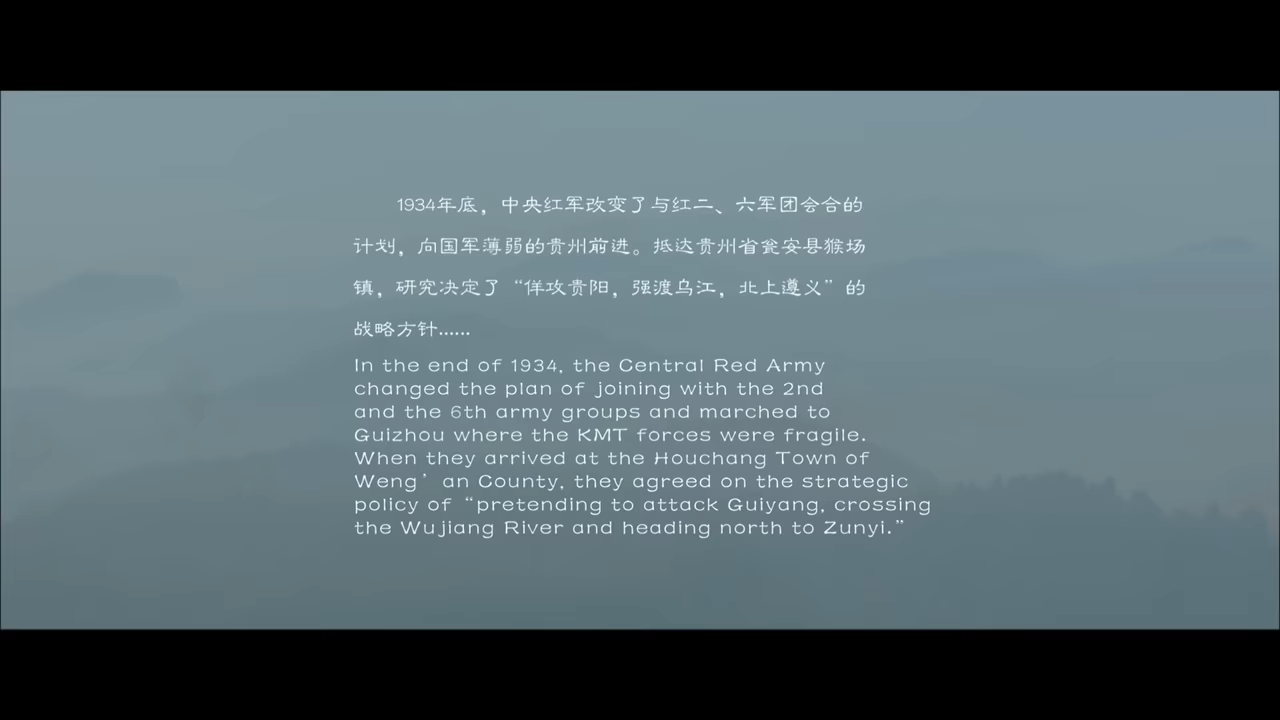 1934年底，中央红军改变了与红二、六军团会合的
计划，向国军薄弱的贵州前进。抵达贵州省瓮安县猴场
镇，研究决定了“佯攻贵阳，强渡乌江，北上遵义”的
战略方针......
In the end of 1934, the Central Red Army
changed the plan of joining with the 2nd
and the 6th army groups and marched to
Guizhou where the KMT forces were fragile.
When they arrived at the Houchang Town of
Weng’an County, they agreed on the strategic
policy of “pretending to attack Guiyang, crossing
the Wujiang River and heading north to Zunyi.”